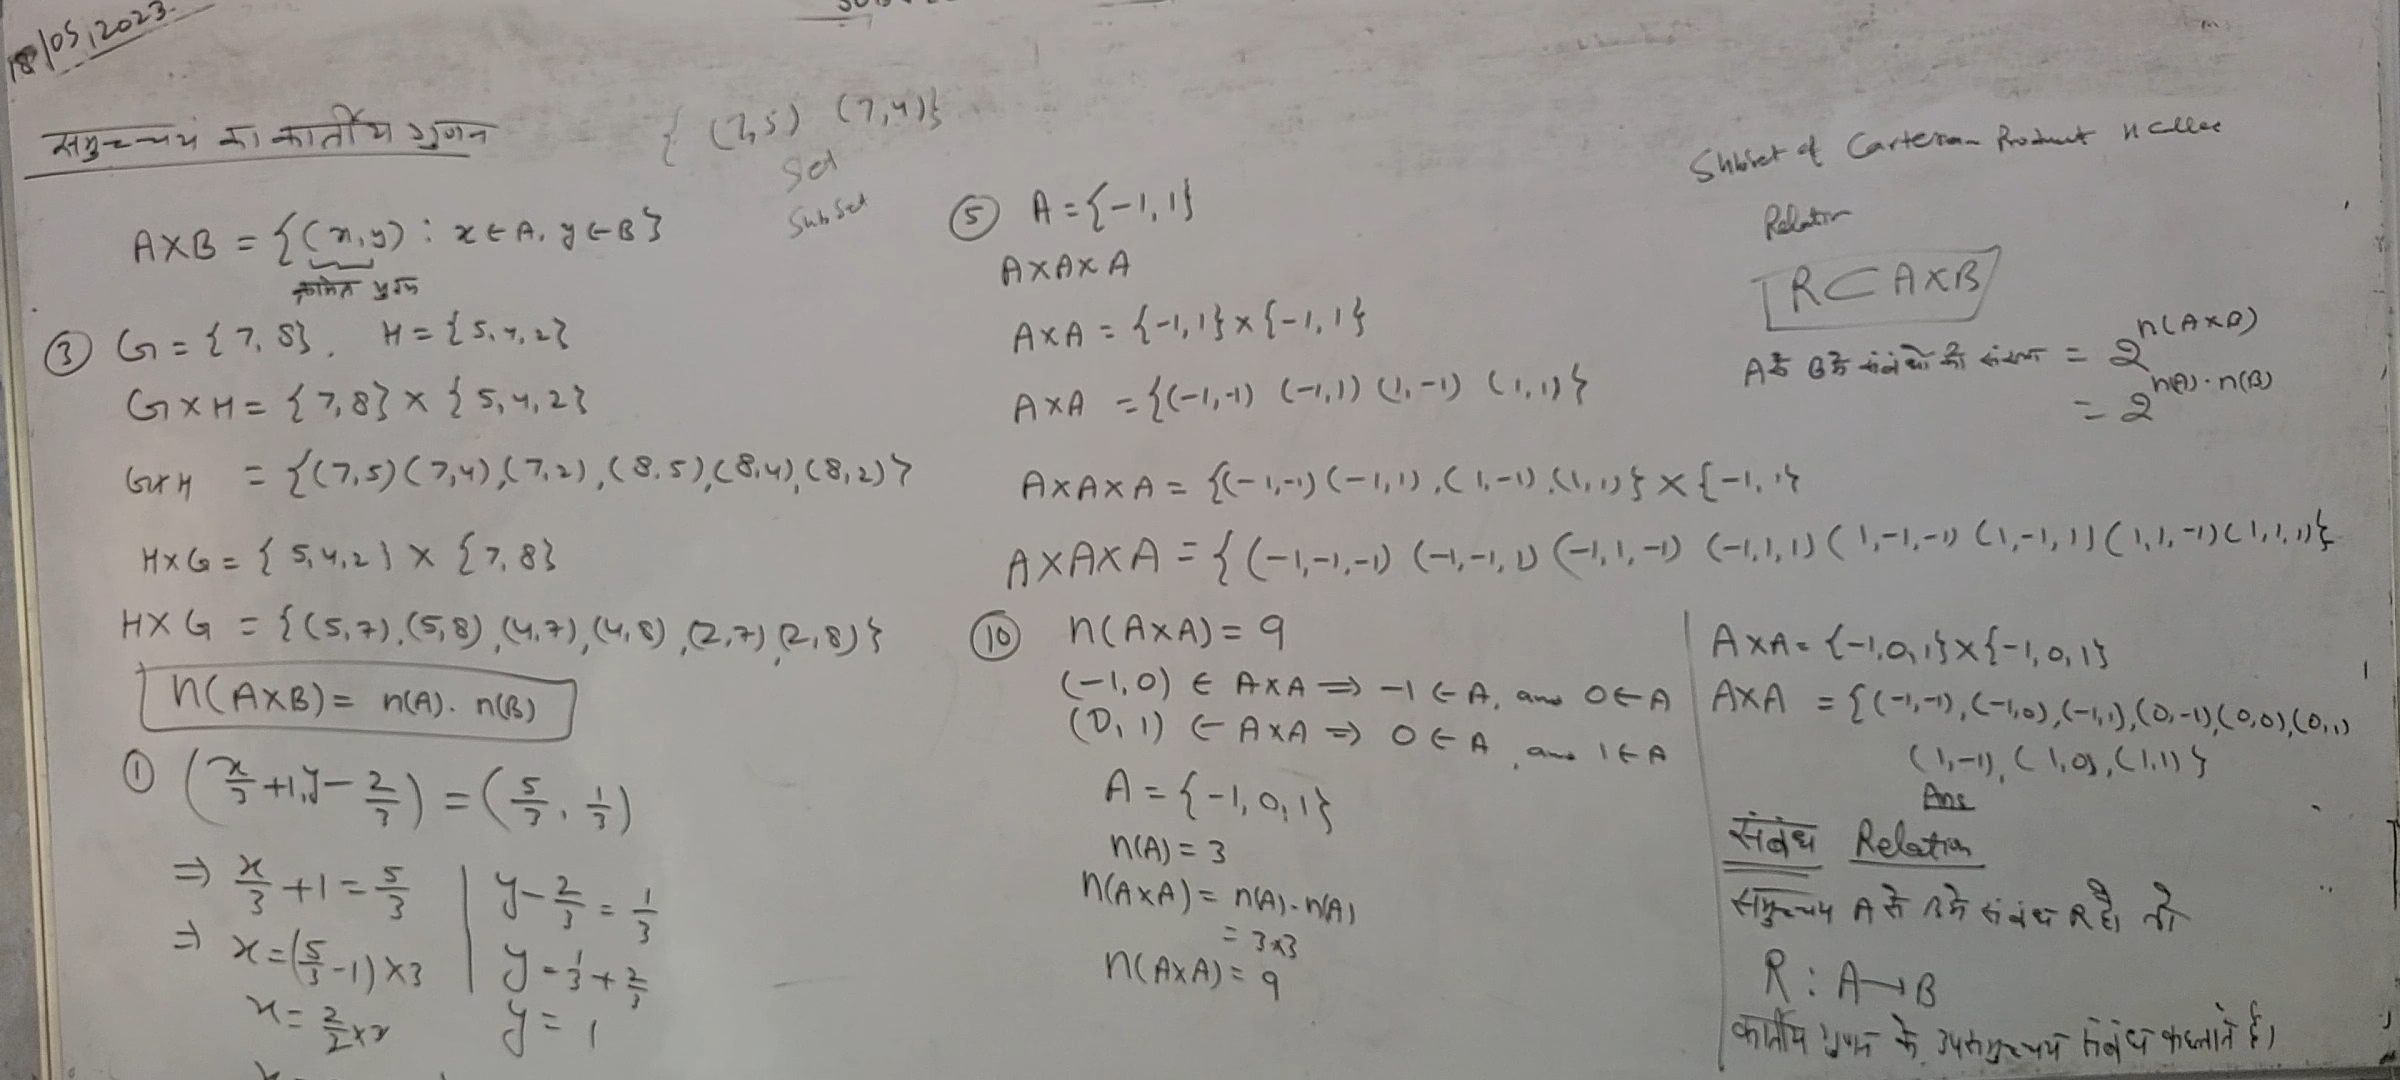 18/05/2023
समुच्चयों का कार्तीय गुणन
{ (7,5) (7,4)}
Set
Subset
A×B = {(x,y) : x∈A, y∈B}
क्रमित युग्म
③ G = {7, 8}, H = {5,4,2}
G×H = {7,8} × {5,4,2}
G×H = {(7,5)(7,4),(7,2),(8,5),(8,4),(8,2)}
H×G = {5,4,2} × {7,8}
H×G = {(5,7),(5,8),(4,7),(4,8),(2,7),(2,8)}
n(A×B) = n(A). n(B)
① (x/3 +1, y − 2/3) = (5/3, 1/3)
⇒ x/3 + 1 = 5/3 | y − 2/3 = 1/3
⇒ x = (5/3 −1)×3 | y = 1/3 + 2/3
y = 1
⑤ A = {−1, 1}
A×A×A
A×A = {−1,1} × {−1,1}
A×A = {(−1,−1) (−1,1) (1,−1) (1,1)}
A×A×A = {(−1,−1)(−1,1),(1,−1),(1,1)} × {−1,1}
A×A×A = {(−1,−1,−1) (−1,−1,1) (−1,1,−1) (−1,1,1) (1,−1,−1) (1,−1,1) (1,1,−1) (1,1,1)}
⑩ n(A×A) = 9
(−1,0) ∈ A×A ⇒ −1 ∈ A, and 0∈A
(0,1) ∈ A×A ⇒ 0∈A, and 1∈A
A = {−1,0,1}
n(A) = 3
n(A×A) = n(A).n(A)
= 3×3
n(A×A) = 9
Subset of Cartesian Product is called
Relation
R⊂A×B
A से B के संबंधों की संख्या = 2^n(A×B)
= 2^n(A).n(B)
A×A = {−1,0,1}×{−1,0,1}
A×A = {(−1,−1),(−1,0),(−1,1),(0,−1),(0,0),(0,1)
(1,−1), (1,0), (1,1)}
Ans
संबंध Relation
समुच्चय A से B में संबंध R है, तो
R : A→B
कार्तीय गुणन के उपसमुच्चय संबंध कहलाते हैं।